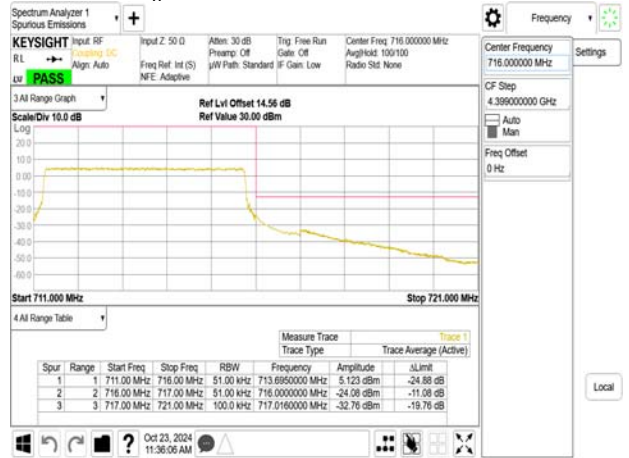 Spectrum Analyzer 1
Spurious Emissions
Frequency
KEYSIGHT Input: RF Input Z: 50 Ω Atten: 30 dB Trig: Free Run Center Freq: 716.000000 MHz
RL Coupling: DC Preamp: Off Gate: Off Avg|Hold: 100/100
Align: Auto Freq Ref: Int (S) µW Path: Standard IF Gain: Low Radio Std: None
NFE: Adaptive
PASS
Center Frequency
716.000000 MHz
Settings
CF Step
4.399000000 GHz
Auto
Man
Freq Offset
0 Hz
3 All Range Graph
Ref Lvl Offset 14.56 dB
Scale/Div 10.0 dB Ref Value 30.00 dBm
Log
20.0
10.0
0.00
-10.0
-20.0
-30.0
-40.0
-50.0
-60.0
Start 711.000 MHz Stop 721.000 MHz
4 All Range Table
Measure Trace Trace 1
Trace Type Trace Average (Active)
Spur Range Start Freq Stop Freq RBW Frequency Amplitude ΔLimit
1 1 711.00 MHz 716.00 MHz 51.00 kHz 713.6950000 MHz 5.123 dBm -24.88 dB
2 2 716.00 MHz 717.00 MHz 51.00 kHz 716.0000000 MHz -24.08 dBm -11.08 dB
3 3 717.00 MHz 721.00 MHz 100.0 kHz 717.0160000 MHz -32.76 dBm -19.76 dB
Local
Oct 23, 2024
11:36:06 AM